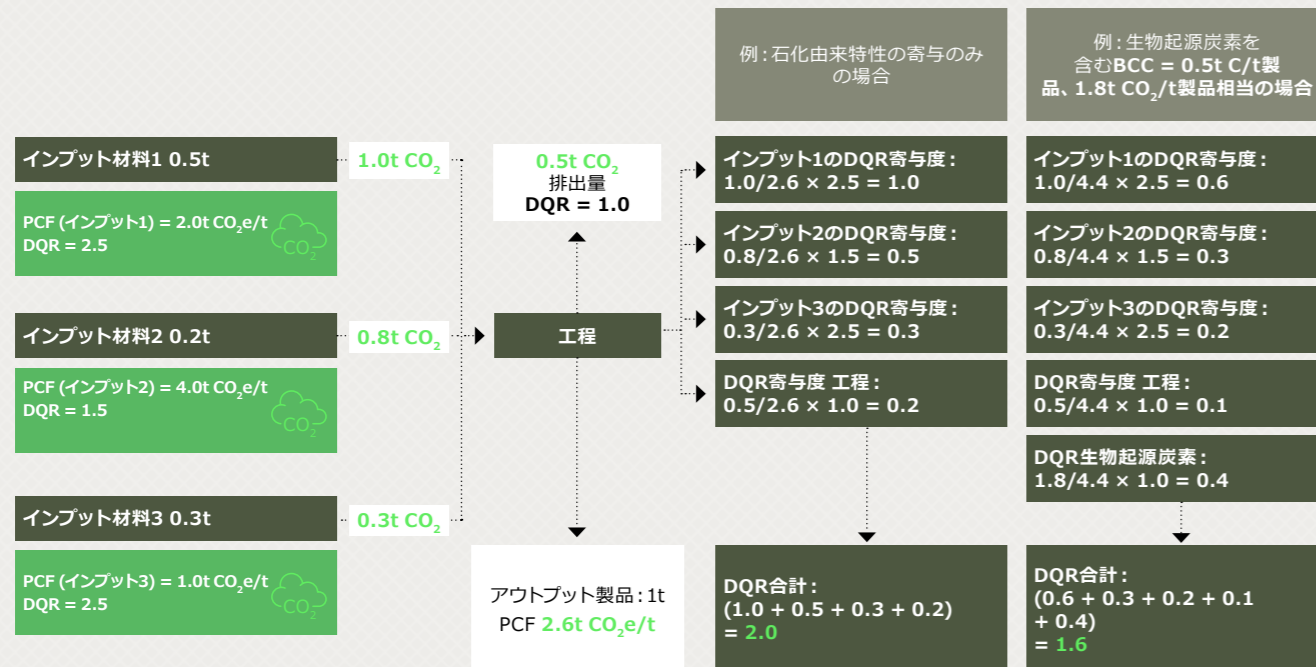 例：石化由来特性の寄与のみ
の場合
例：生物起源炭素を
含むBCC = 0.5t C/t製
品、1.8t CO₂/t製品相当の場合
インプット材料1 0.5t
1.0t CO₂
PCF (インプット1) = 2.0t CO₂e/t
DQR = 2.5
CO₂
インプット材料2 0.2t
0.8t CO₂
PCF (インプット2) = 4.0t CO₂e/t
DQR = 1.5
CO₂
インプット材料3 0.3t
0.3t CO₂
PCF (インプット3) = 1.0t CO₂e/t
DQR = 2.5
CO₂
0.5t CO₂
排出量
DQR = 1.0
工程
アウトプット製品：1t
PCF 2.6t CO₂e/t
インプット1のDQR寄与度：
1.0/2.6 × 2.5 = 1.0
インプット2のDQR寄与度：
0.8/2.6 × 1.5 = 0.5
インプット3のDQR寄与度：
0.3/2.6 × 2.5 = 0.3
DQR寄与度 工程：
0.5/2.6 × 1.0 = 0.2
DQR合計：
(1.0 + 0.5 + 0.3 + 0.2)
= 2.0
インプット1のDQR寄与度：
1.0/4.4 × 2.5 = 0.6
インプット2のDQR寄与度：
0.8/4.4 × 1.5 = 0.3
インプット3のDQR寄与度：
0.3/4.4 × 2.5 = 0.2
DQR寄与度 工程：
0.5/4.4 × 1.0 = 0.1
DQR生物起源炭素：
1.8/4.4 × 1.0 = 0.4
DQR合計：
(0.6 + 0.3 + 0.2 + 0.1
+ 0.4)
= 1.6